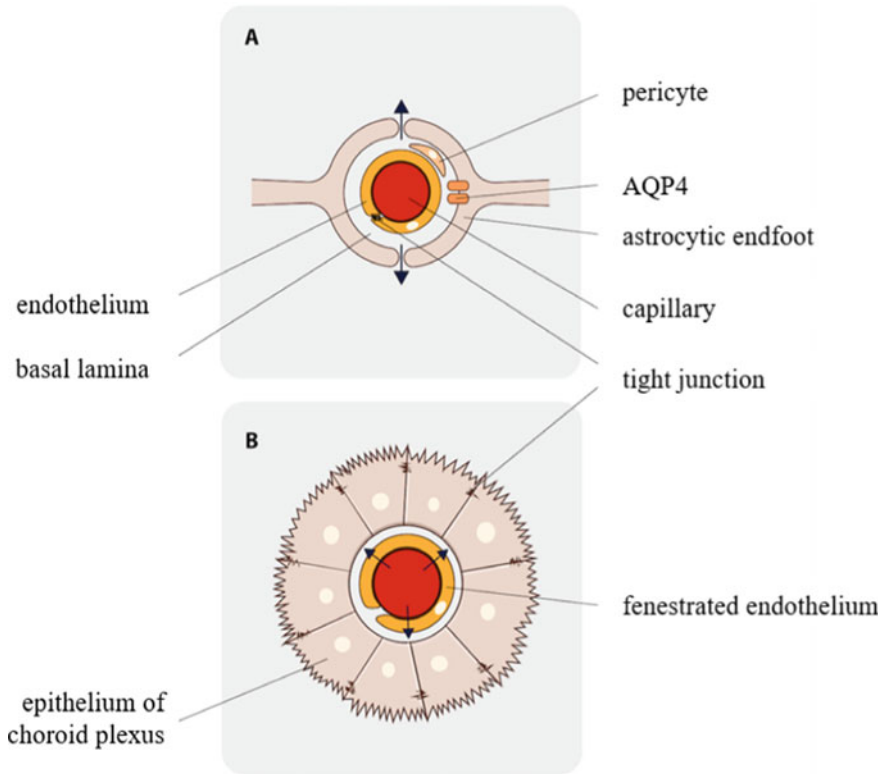 A
pericyte
AQP4
astrocytic endfoot
endothelium
capillary
basal lamina
tight junction
B
fenestrated endothelium
epithelium of
choroid plexus